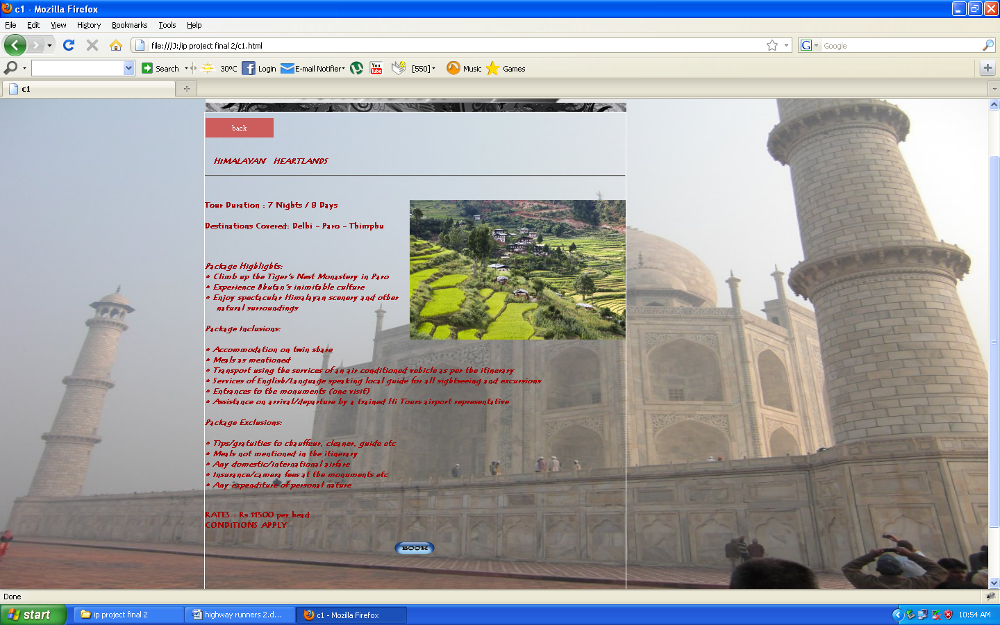 c1 - Mozilla Firefox
File Edit View History Bookmarks Tools Help
file:///J:/ip project final 2/c1.html
G Google
Search 30ºC Login E-mail Notifier You Tube [550] Music Games
c1
back
HIMALAYAN HEARTLANDS
Tour Duration : 7 Nights / 8 Days
Destinations Covered: Delhi - Paro - Thimphu
Package Highlights:
• Climb up the Tiger's Nest Monastery in Paro
• Experience Bhutan's inimitable culture
• Enjoy spectacular Himalayan scenery and other
natural surroundings
Package Inclusions:
• Accommodation on twin share
• Meals as mentioned
• Transport using the services of an air conditioned vehicle as per the itinerary
• Services of English/Language speaking local guide for all sightseeing and excursions
• Entrances to the monuments (one visit)
• Assistance on arrival/departure by a trained Hi Tours airport representative
Package Exclusions:
• Tips/gratuities to chauffeur, cleaner, guide etc
• Meals not mentioned in the itinerary
• Any domestic/international airfare
• Insurance/camera fees at the monuments etc
• Any expenditure of personal nature
RATES : Rs 11500 per head
CONDITIONS APPLY
BOOK
Done
start ip project final 2 highway runners 2.d... c1 - Mozilla Firefox 10:54 AM